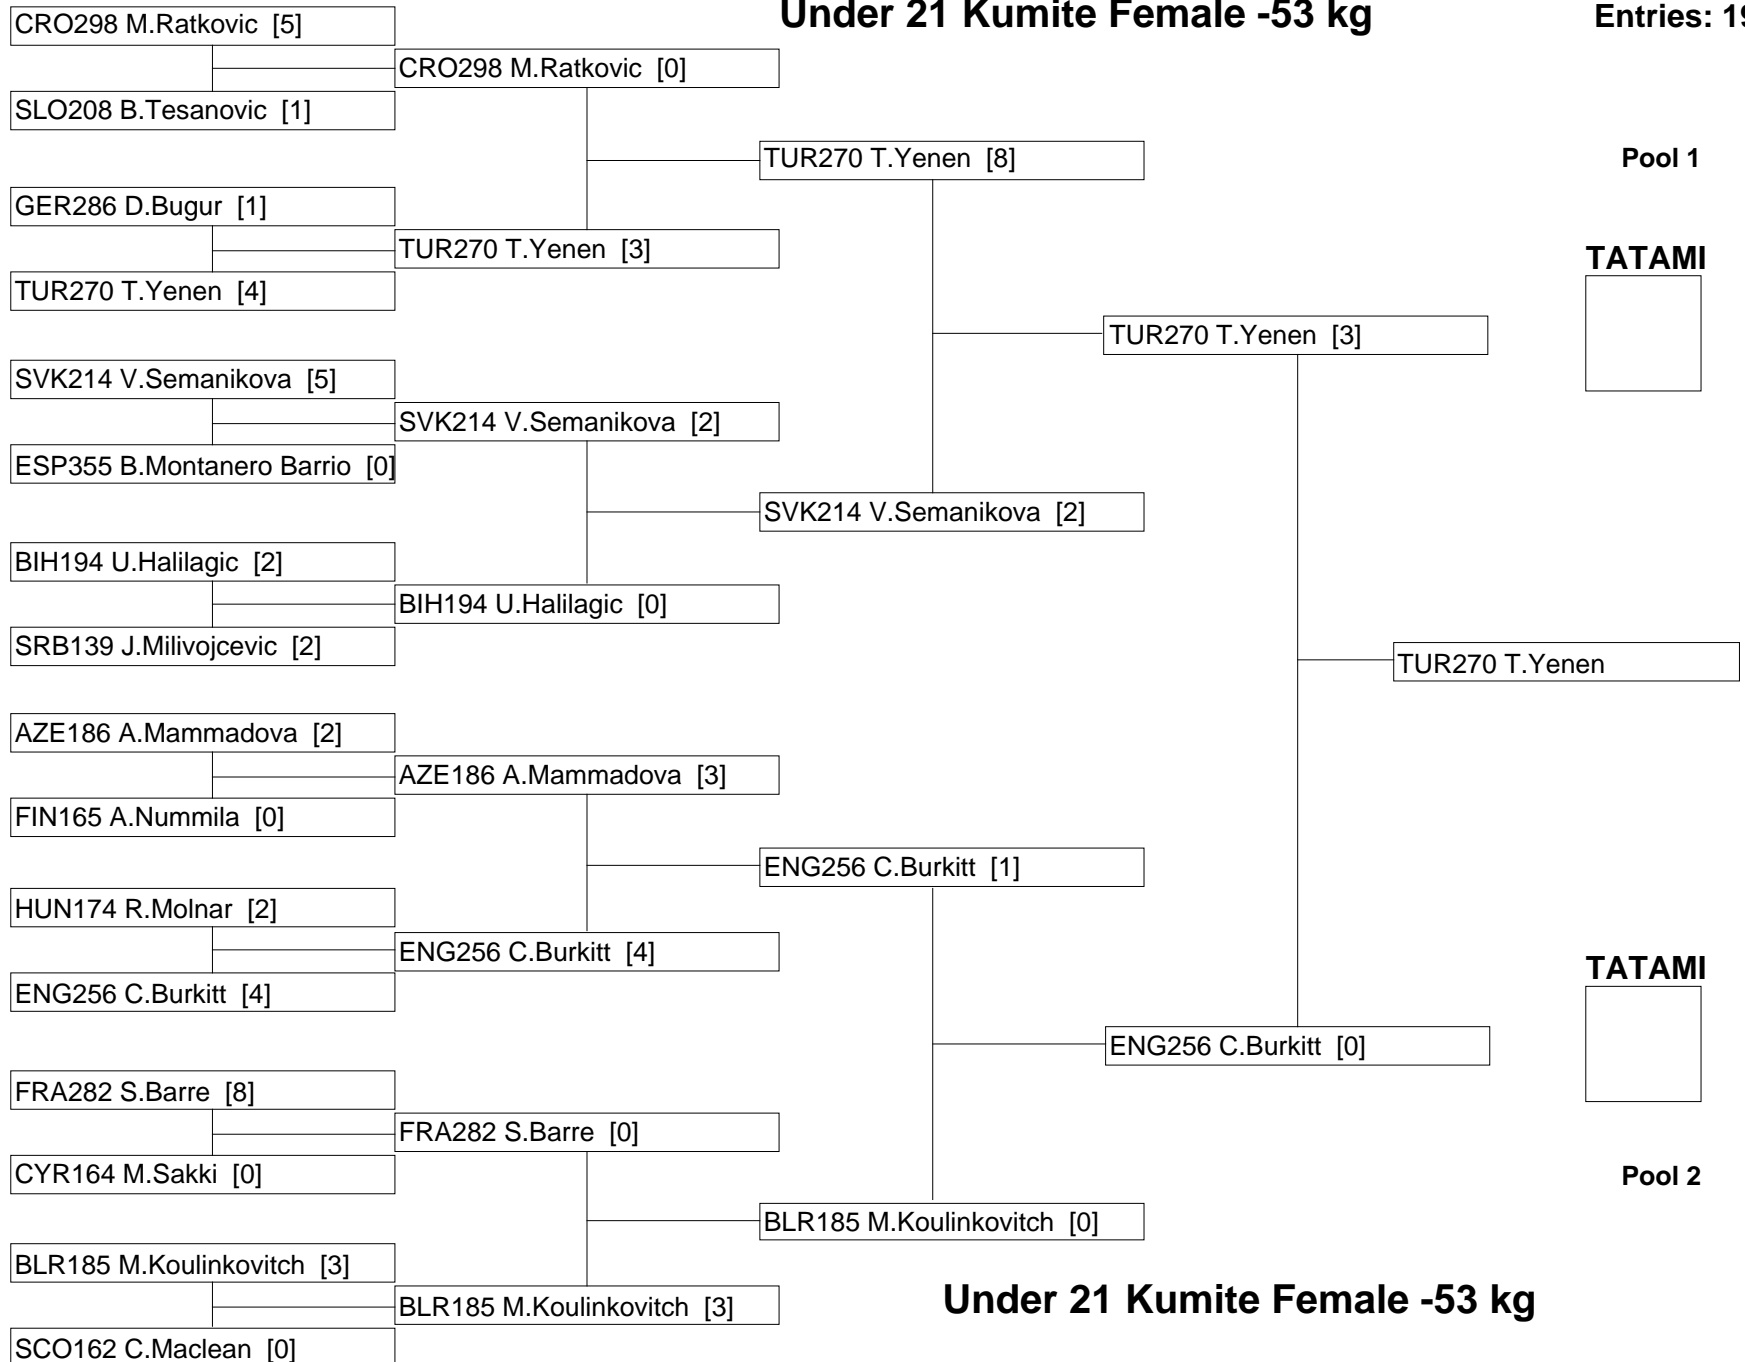 Under 21 Kumite Female -53 kg
Entries: 19
CRO298 M.Ratkovic [5]
CRO298 M.Ratkovic [0]
SLO208 B.Tesanovic [1]
TUR270 T.Yenen [8]
Pool 1
GER286 D.Bugur [1]
TUR270 T.Yenen [3]
TATAMI
TUR270 T.Yenen [4]
TUR270 T.Yenen [3]
SVK214 V.Semanikova [5]
SVK214 V.Semanikova [2]
ESP355 B.Montanero Barrio [0]
SVK214 V.Semanikova [2]
BIH194 U.Halilagic [2]
BIH194 U.Halilagic [0]
SRB139 J.Milivojcevic [2]
TUR270 T.Yenen
AZE186 A.Mammadova [2]
AZE186 A.Mammadova [3]
FIN165 A.Nummila [0]
ENG256 C.Burkitt [1]
HUN174 R.Molnar [2]
ENG256 C.Burkitt [4]
TATAMI
ENG256 C.Burkitt [4]
ENG256 C.Burkitt [0]
FRA282 S.Barre [8]
FRA282 S.Barre [0]
CYR164 M.Sakki [0]
Pool 2
BLR185 M.Koulinkovitch [0]
BLR185 M.Koulinkovitch [3]
BLR185 M.Koulinkovitch [3]
Under 21 Kumite Female -53 kg
SCO162 C.Maclean [0]